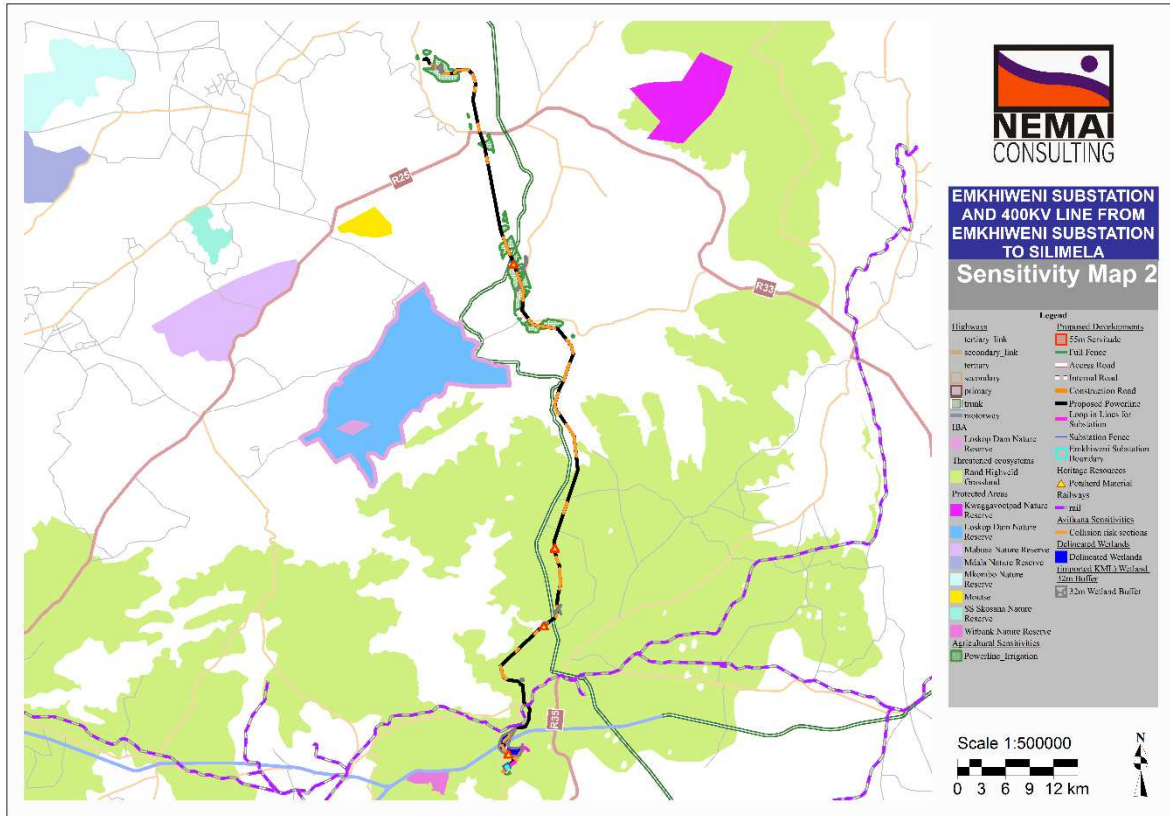 NEMAI
CONSULTING
EMKHIWENI SUBSTATION
AND 400KV LINE FROM
EMKHIWENI SUBSTATION
TO SILIMELA
Sensitivity Map 2
Legend
Highways
tertiary_link
secondary_link
tertiary
secondary
primary
trunk
motorway
IBA
Loskop Dam Nature
Reserve
Threatened ecosystems
Rand Highveld
Grassland
Protected Areas
Kwaggavoetpad Nature
Reserve
Loskop Dam Nature
Reserve
Mabusa Nature Reserve
Mdala Nature Reserve
Mkombo Nature
Reserve
Moutse
SS Skosana Nature
Reserve
Witbank Nature Reserve
Agricultural Sensitivities
Powerline_Irrigation
Proposed Developments
55m Servitude
Full Fence
Access Road
Internal Road
Construction Road
Proposed Powerline
Loop in Lines for
Substation
Substation Fence
Emkhiweni Substation
Boundary
Heritage Resources
Potsherd Material
Railways
rail
Avifauna Sensitivities
Collision risk sections
Delineated Wetlands
Delineated Wetlands
(imported KML) Wetland
32m Buffer
32m Wetland Buffer
Scale 1:500000
0 3 6 9 12 km
N
R25
R33
R35